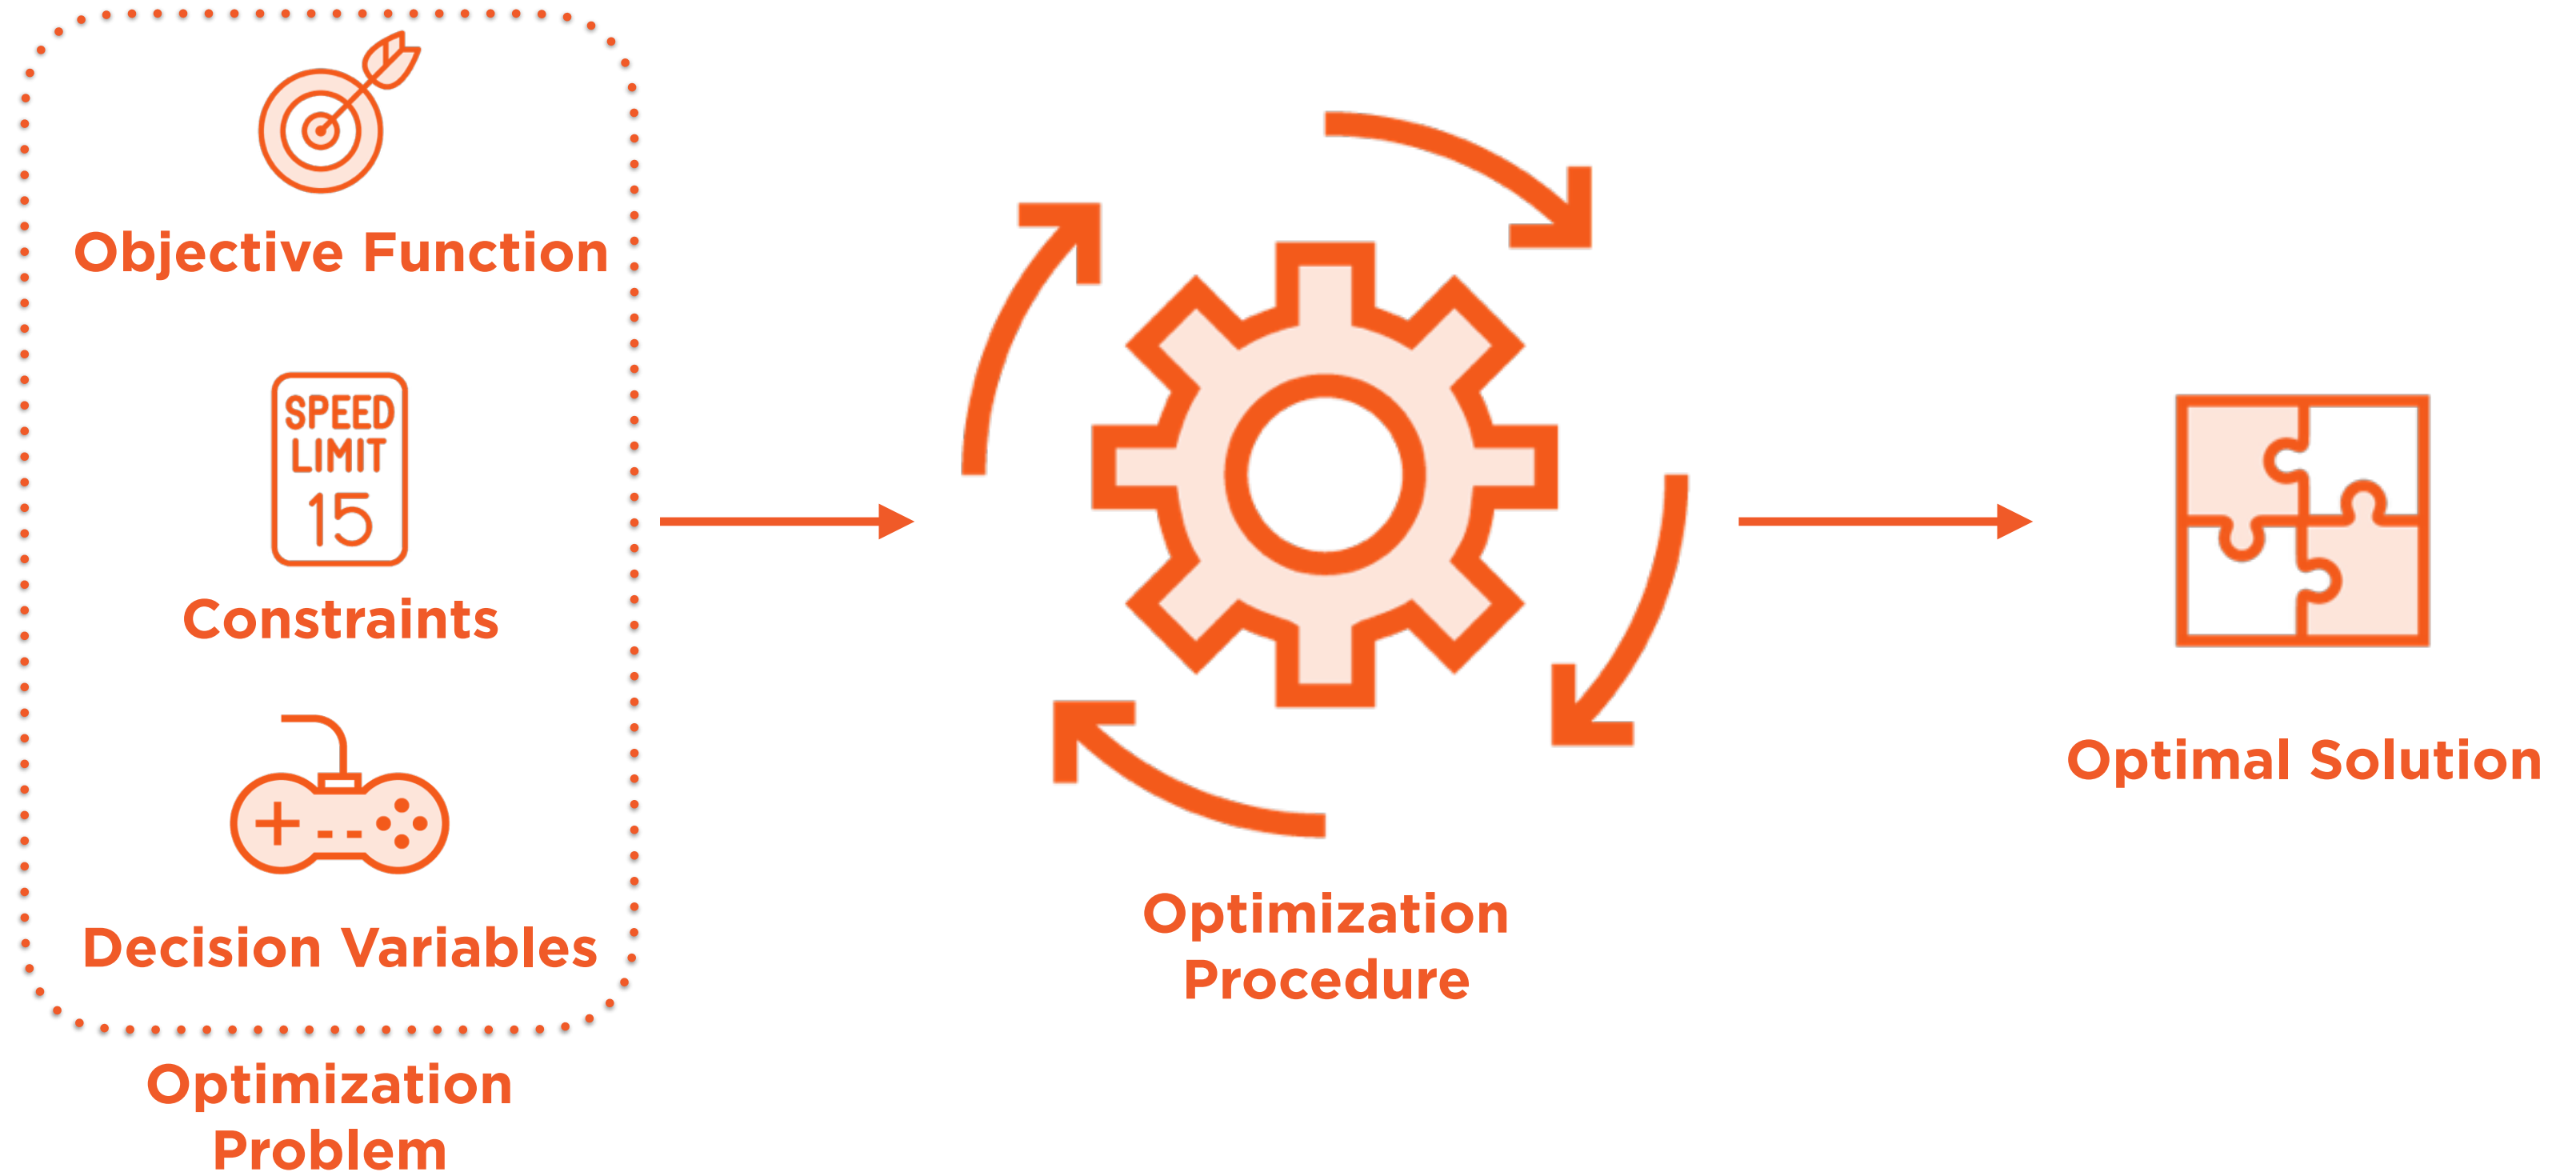 Objective Function
SPEED
LIMIT
15
Constraints
Decision Variables
Optimization
Problem
Optimization
Procedure
Optimal Solution